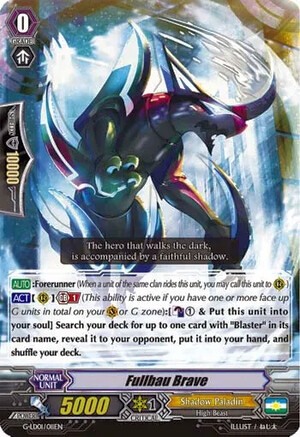 0
GRADE
10000
The hero that walks the dark,
is accompanied by a faithful shadow.
AUTO :Forerunner (When a unit of the same clan rides this unit, you may call this unit to )
ACT [ ] GB 1 (This ability is active if you have one or more face up
G units in total on your or G zone):[ ① & Put this unit into
your soul] Search your deck for up to one card with "Blaster" in its
card name, reveal it to your opponent, put it into your hand, and
shuffle your deck.
NORMAL
UNIT
Fullbau Brave
POWER
5000
1
CRITICAL
Shadow Paladin
High Beast
G-LD01/011EN
ILLUST /